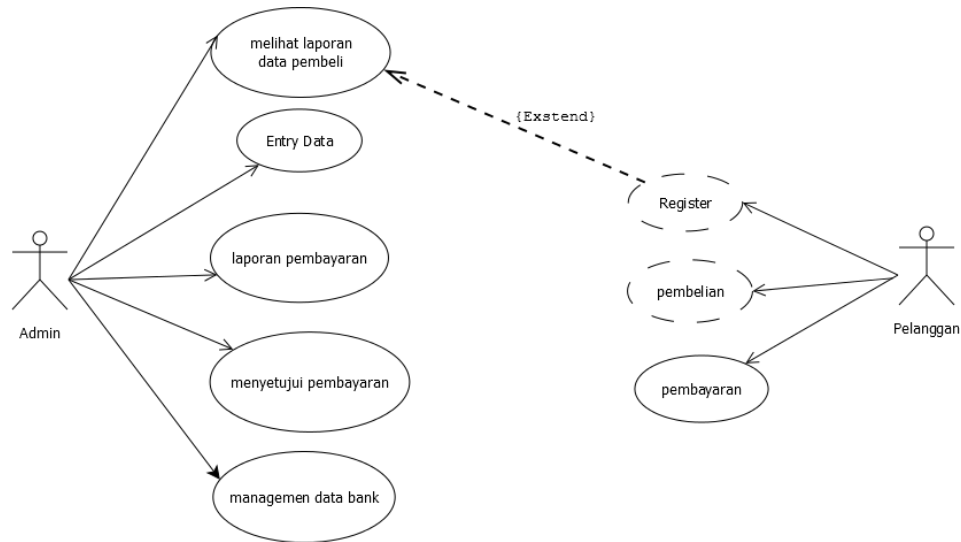 melihat laporan
data pembeli
{Exstend}
Entry Data
Register
laporan pembayaran
pembelian
Admin
Pelanggan
menyetujui pembayaran
pembayaran
managemen data bank